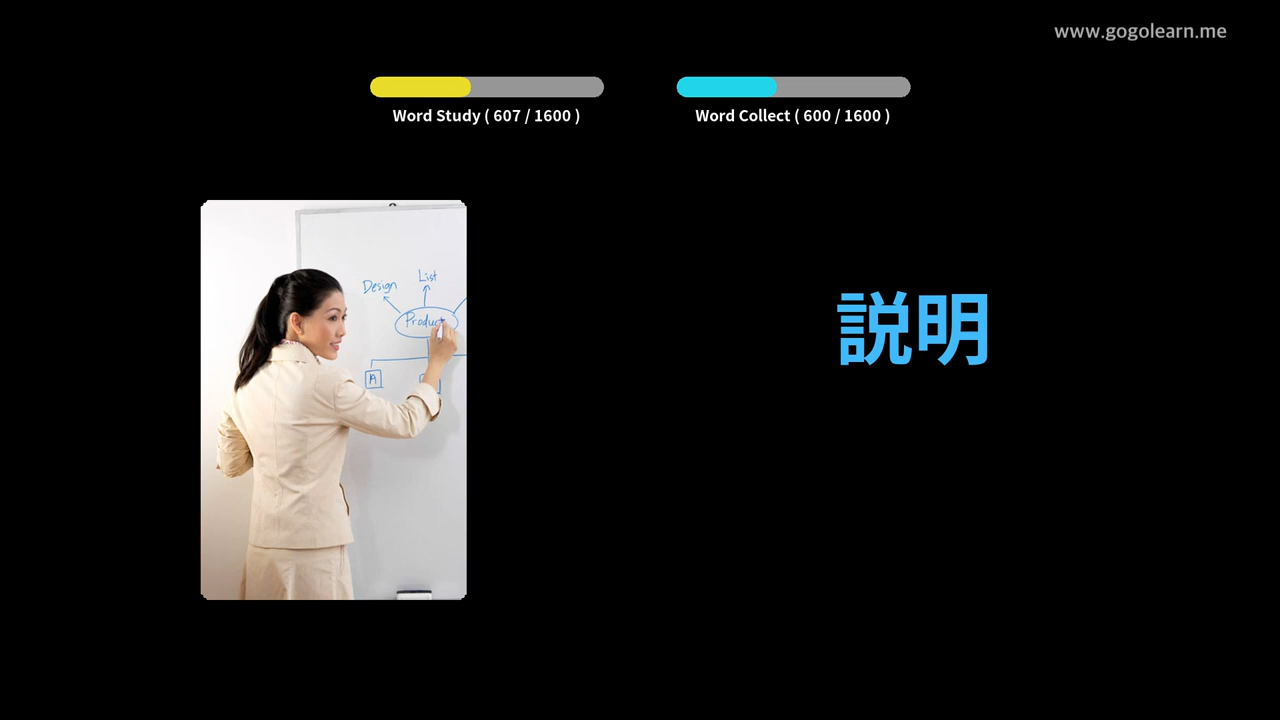 www.gogolearn.me
Word Study ( 607 / 1600 )
Word Collect ( 600 / 1600 )
List
Design
Product
A
説明